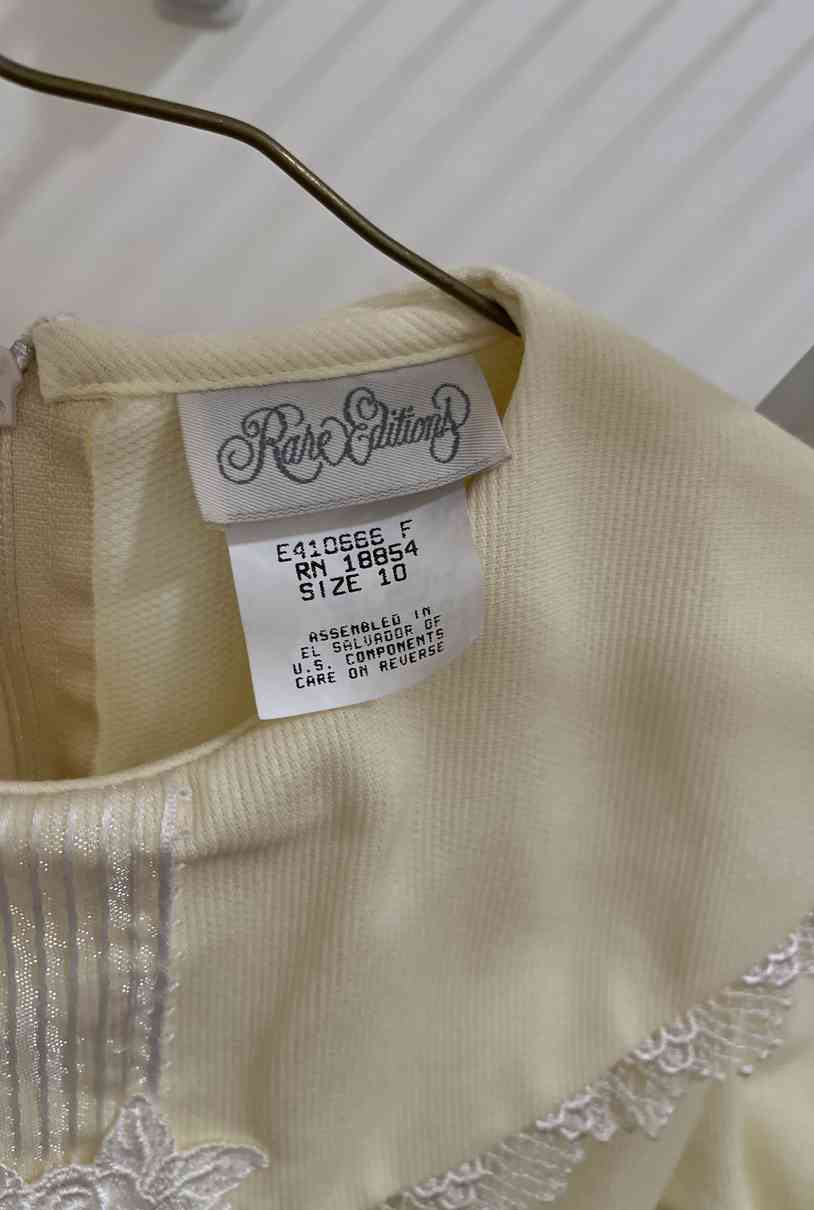 Rare Editions
E410666 F
RN 18854
SIZE 10
ASSEMBLED IN
EL SALVADOR OF
U.S. COMPONENTS
CARE ON REVERSE